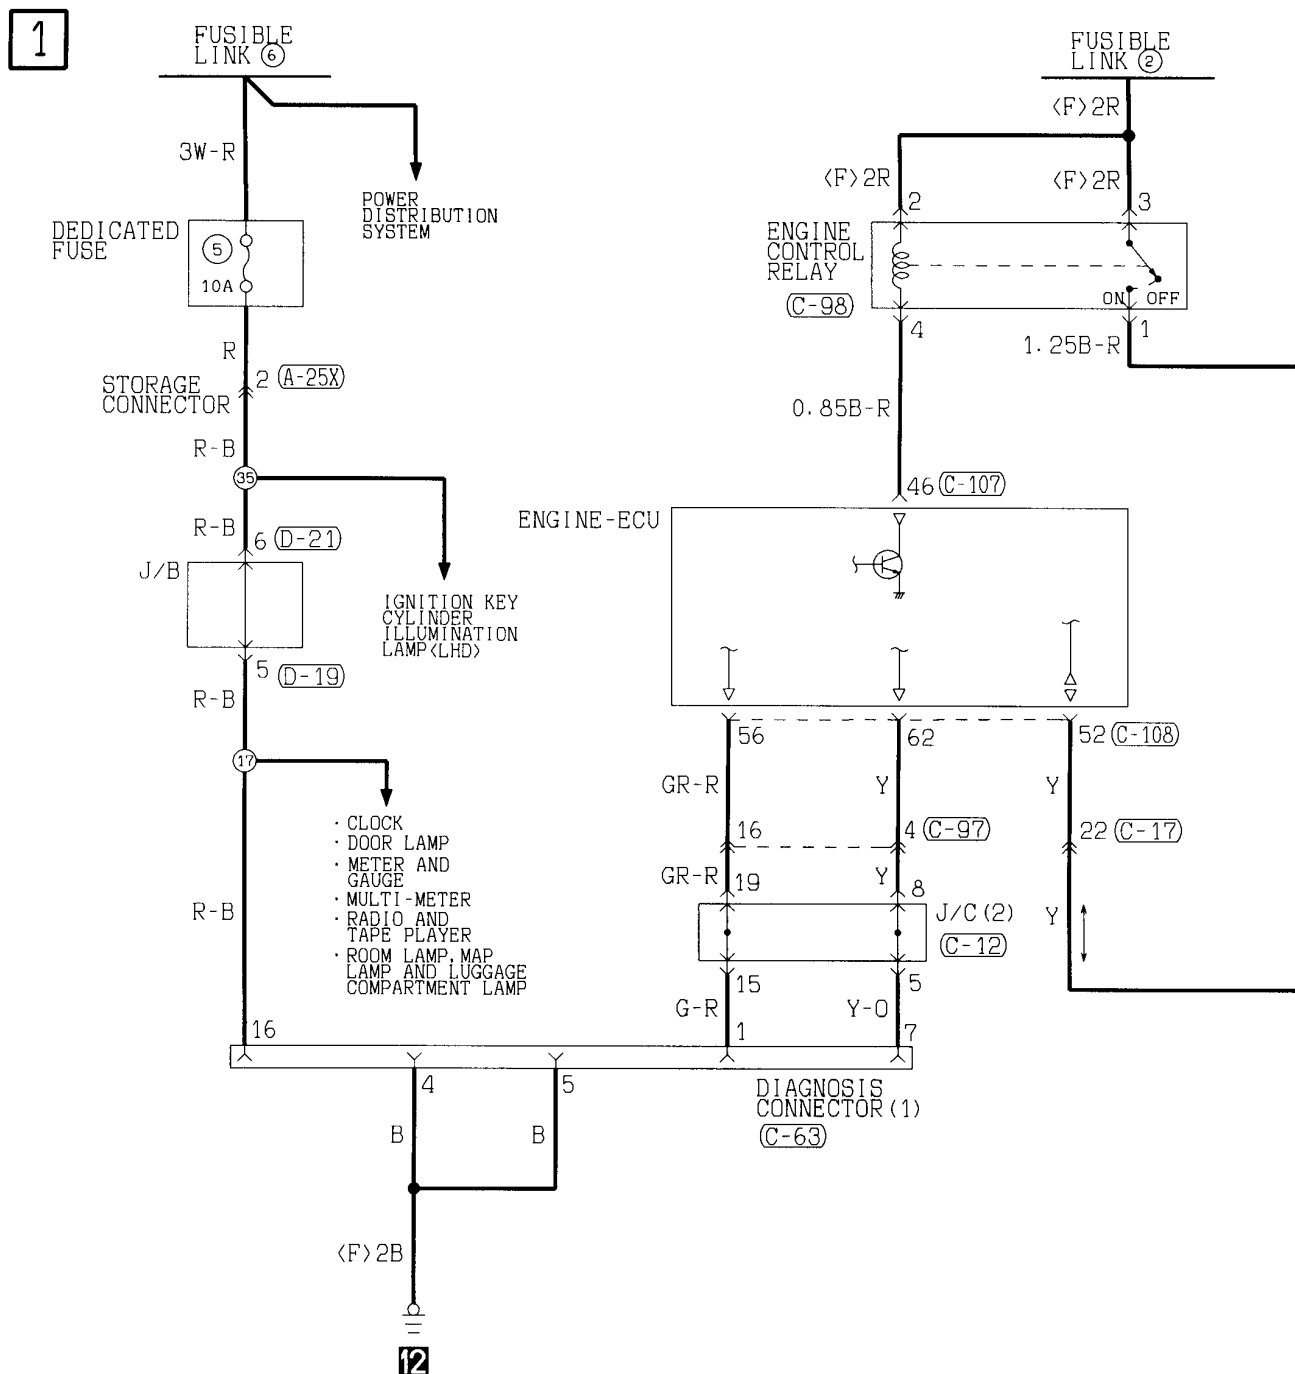 1
FUSIBLE
LINK ⑥
FUSIBLE
LINK ②
<F>2R
3W-R
POWER
DISTRIBUTION
SYSTEM
<F>2R
<F>2R
2
3
DEDICATED
FUSE
5
10A
ENGINE
CONTROL
RELAY
C-98
ON OFF
4
1
R
1.25B-R
STORAGE
CONNECTOR
2 A-25X
0.85B-R
R-B
35
46 C-107
R-B
6 D-21
ENGINE-ECU
J/B
IGNITION KEY
CYLINDER
ILLUMINATION
LAMP<LHD>
5 D-19
R-B
56
62
52 C-108
17
GR-R
Y
Y
· CLOCK
· DOOR LAMP
· METER AND
GAUGE
· MULTI-METER
· RADIO AND
TAPE PLAYER
· ROOM LAMP, MAP
LAMP AND LUGGAGE
COMPARTMENT LAMP
16
4 C-97
22 C-17
GR-R
19
Y
8
R-B
J/C(2)
C-12
Y
15
5
G-R
Y-O
16
1
7
4
5
DIAGNOSIS
CONNECTOR(1)
C-63
B
B
<F>2B
12